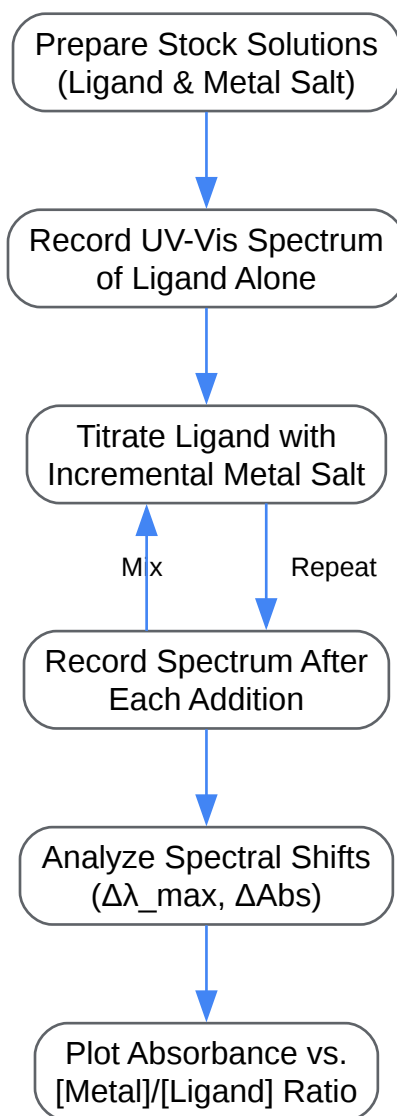 Prepare Stock Solutions
(Ligand & Metal Salt)
Record UV-Vis Spectrum
of Ligand Alone
Titrate Ligand with
Incremental Metal Salt
Mix
Repeat
Record Spectrum After
Each Addition
Analyze Spectral Shifts
(Δλ_max, ΔAbs)
Plot Absorbance vs.
[Metal]/[Ligand] Ratio